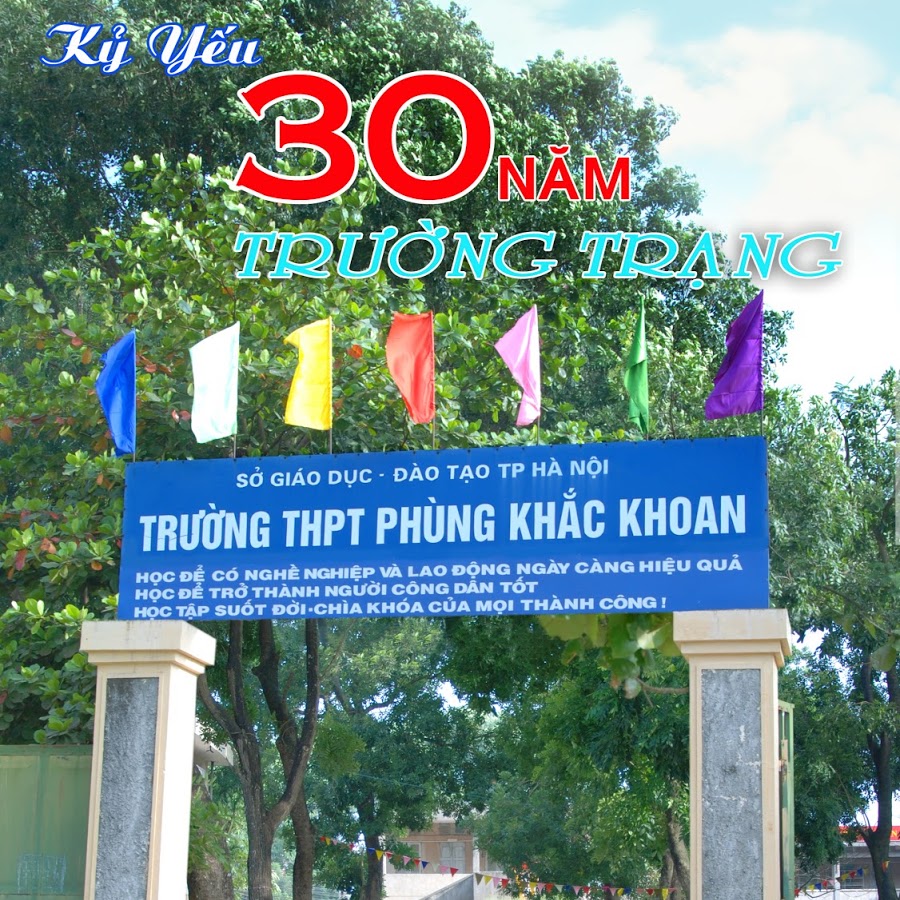 Kỷ Yếu
30 NĂM
TRƯỜNG TRẠNG
SỞ GIÁO DỤC - ĐÀO TẠO TP HÀ NỘI
TRƯỜNG THPT PHÙNG KHẮC KHOAN
HỌC ĐỂ CÓ NGHỀ NGHIỆP VÀ LAO ĐỘNG NGÀY CÀNG HIỆU QUẢ
HỌC ĐỂ TRỞ THÀNH NGƯỜI CÔNG DÂN TỐT
HỌC TẬP SUỐT ĐỜI-CHÌA KHÓA CỦA MỌI THÀNH CÔNG !